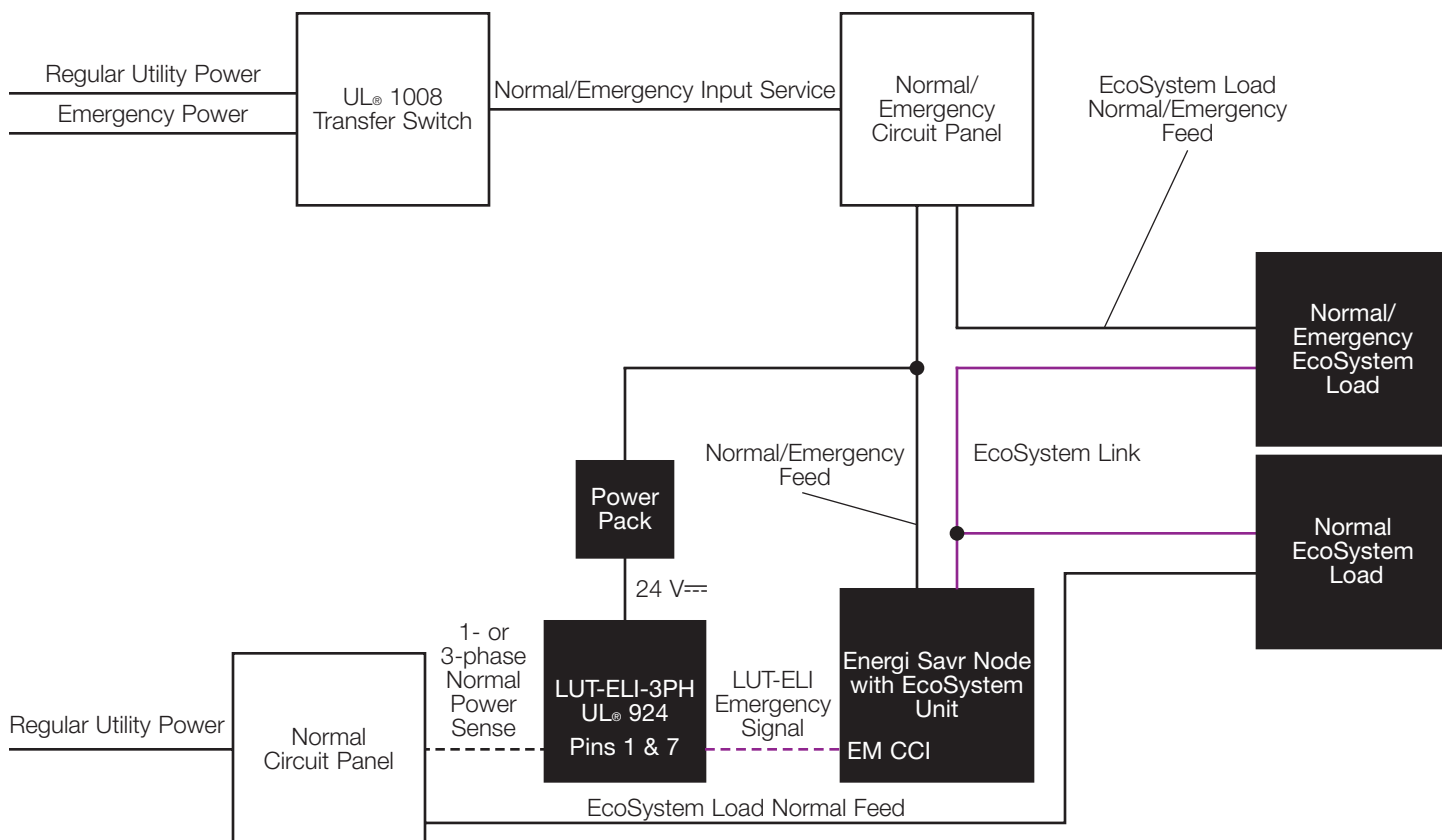 Regular Utility Power
Emergency Power
UL® 1008
Transfer Switch
Normal/Emergency Input Service
Normal/
Emergency
Circuit Panel
EcoSystem Load
Normal/Emergency
Feed
Normal/
Emergency
EcoSystem
Load
Normal/Emergency
Feed
EcoSystem Link
Power
Pack
Normal
EcoSystem
Load
24 V⎓
1- or
3-phase
Normal
Power
Sense
LUT-ELI-3PH
UL® 924
Pins 1 & 7
LUT-ELI
Emergency
Signal
Energi Savr Node
with EcoSystem
Unit
EM CCI
Regular Utility Power
Normal
Circuit Panel
EcoSystem Load Normal Feed